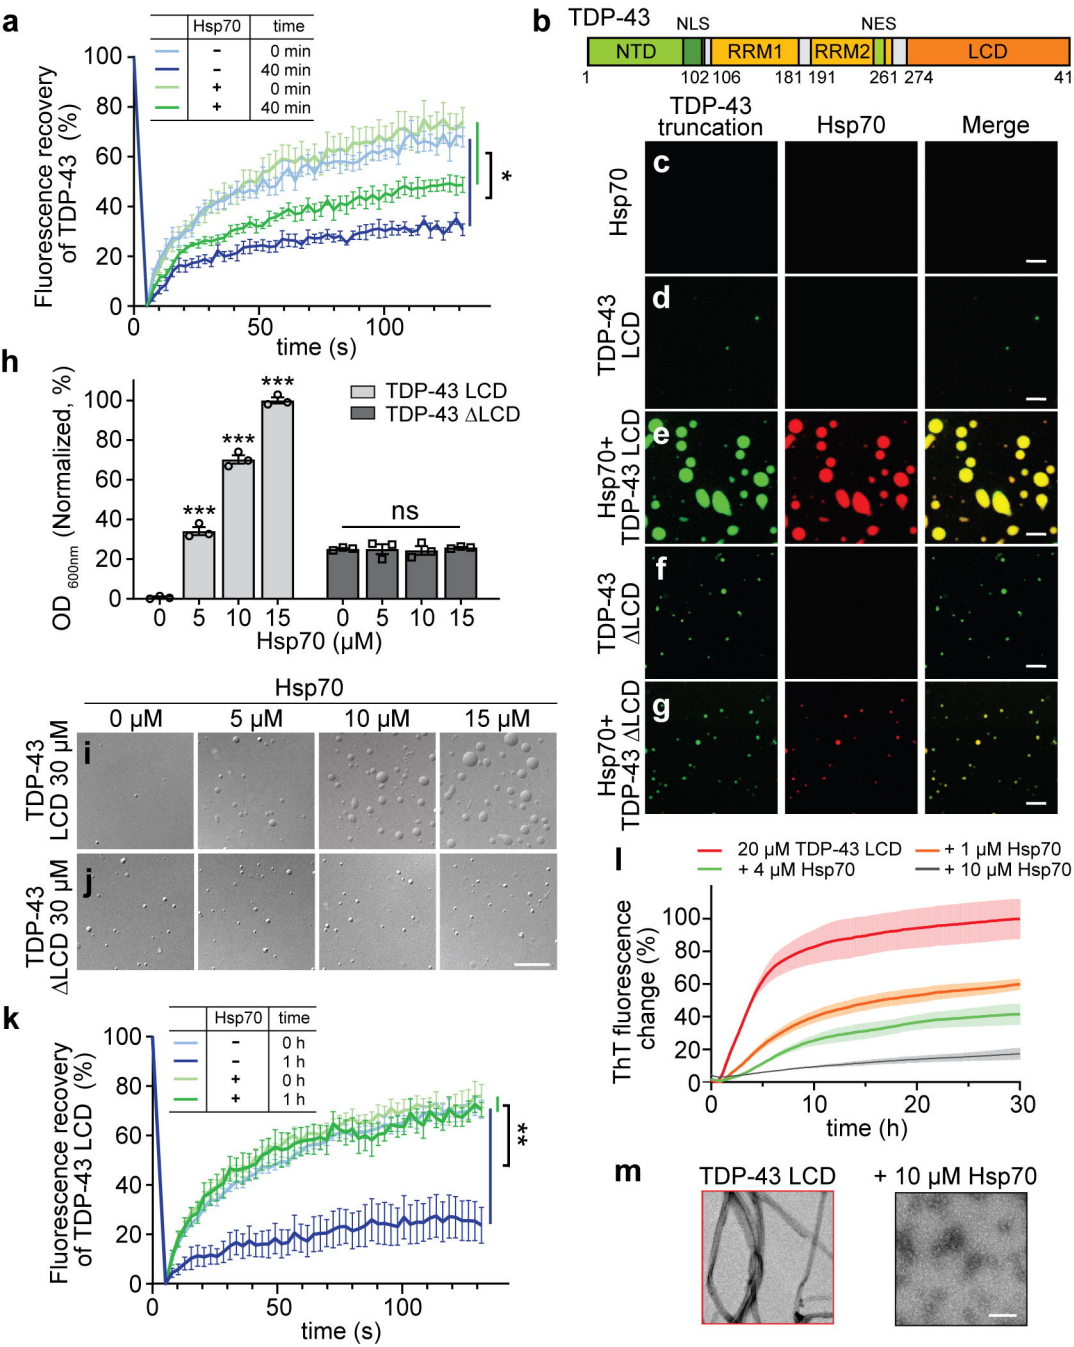 a
Hsp70 time
− 0 min
− 40 min
+ 0 min
+ 40 min
Fluorescence recovery
of TDP-43 (%)
100
80
60
40
20
0
*
0 50 100
time (s)
b
TDP-43
NLS NES
NTD RRM1 RRM2 LCD
1 102 106 181 191 261 274 41
TDP-43
truncation Hsp70 Merge
c
Hsp70
d
TDP-43
LCD
e
Hsp70+
TDP-43 LCD
f
TDP-43
ΔLCD
g
Hsp70+
TDP-43 ΔLCD
h
OD 600nm (Normalized, %)
100
80
60
40
20
0
*** *** ***
ns
TDP-43 LCD
TDP-43 ΔLCD
0 5 10 15 0 5 10 15
Hsp70 (μM)
Hsp70
0 μM 5 μM 10 μM 15 μM
i
TDP-43
LCD 30 μM
j
TDP-43
ΔLCD 30 μM
k
Hsp70 time
− 0 h
− 1 h
+ 0 h
+ 1 h
Fluorescence recovery
of TDP-43 LCD (%)
100
80
60
40
20
0
**
0 50 100
time (s)
l
20 μM TDP-43 LCD + 1 μM Hsp70
+ 4 μM Hsp70 + 10 μM Hsp70
ThT fluorescence
change (%)
100
80
60
40
20
0
0 10 20 30
time (h)
m
TDP-43 LCD + 10 μM Hsp70